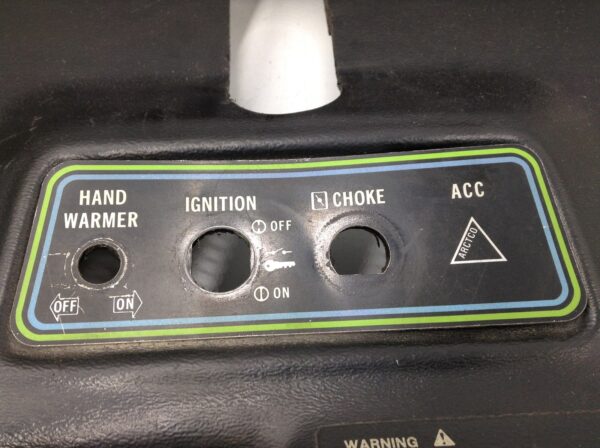 HAND
WARMER
OFF
ON
IGNITION
OFF
ON
CHOKE
ACC
ARCTCO
WARNING